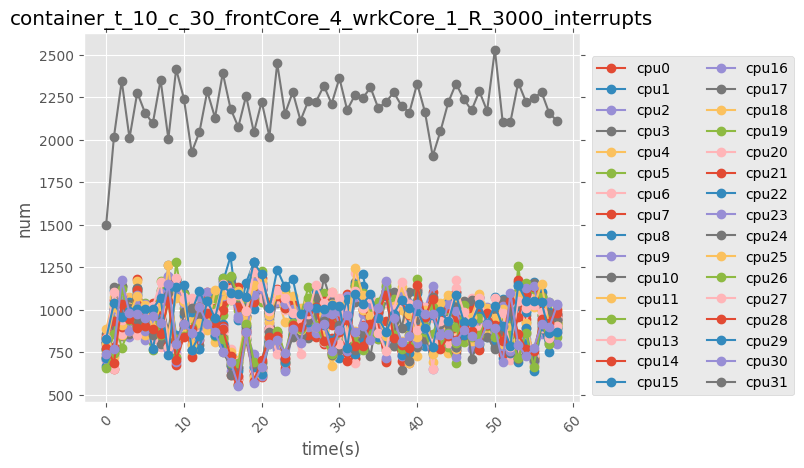 container_t_10_c_30_frontCore_4_wrkCore_1_R_3000_interrupts
2500
2250
2000
1750
1500
1250
1000
750
500
num
0
10
20
30
40
50
60
time(s)
cpu0
cpu1
cpu2
cpu3
cpu4
cpu5
cpu6
cpu7
cpu8
cpu9
cpu10
cpu11
cpu12
cpu13
cpu14
cpu15
cpu16
cpu17
cpu18
cpu19
cpu20
cpu21
cpu22
cpu23
cpu24
cpu25
cpu26
cpu27
cpu28
cpu29
cpu30
cpu31